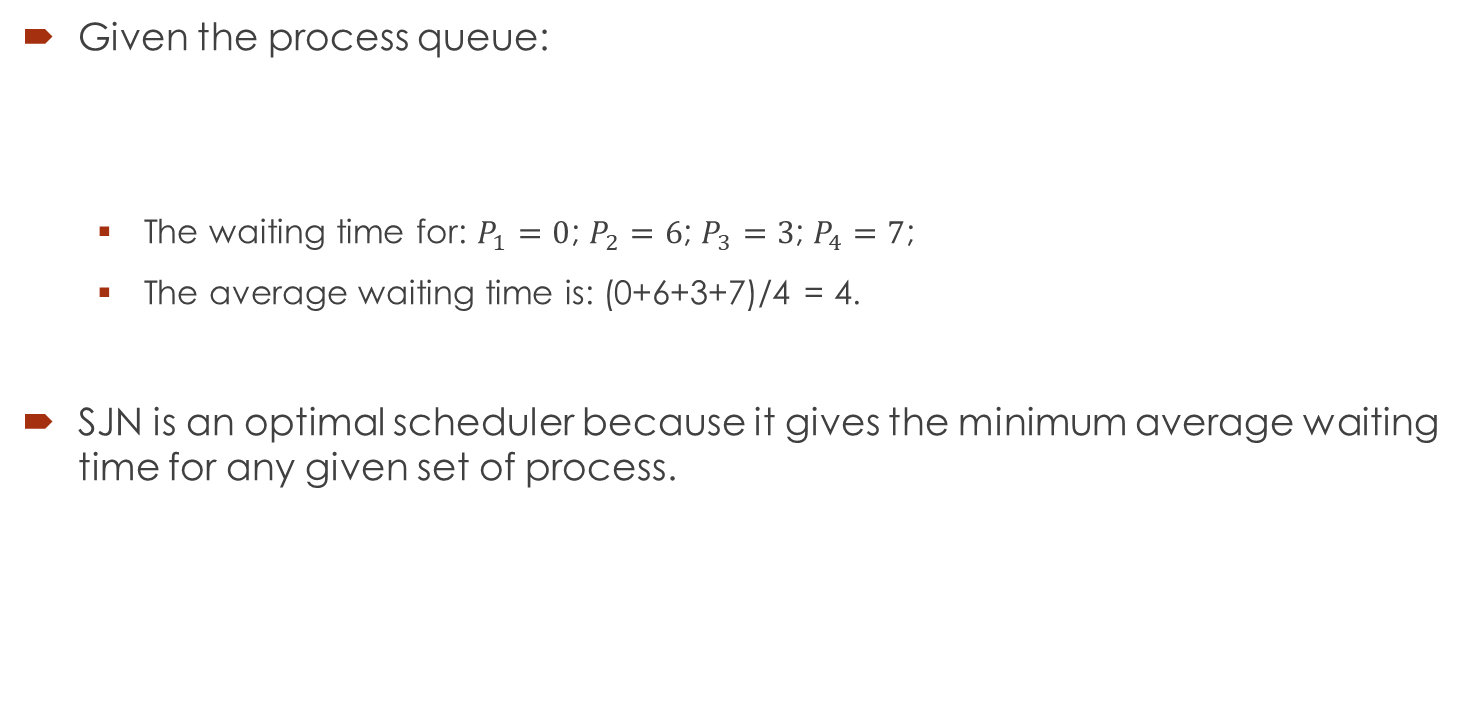 Given the process queue:
The waiting time for: P₁ = 0; P₂ = 6; P₃ = 3; P₄ = 7;
The average waiting time is: (0+6+3+7)/4 = 4.
SJN is an optimal scheduler because it gives the minimum average waiting
time for any given set of process.